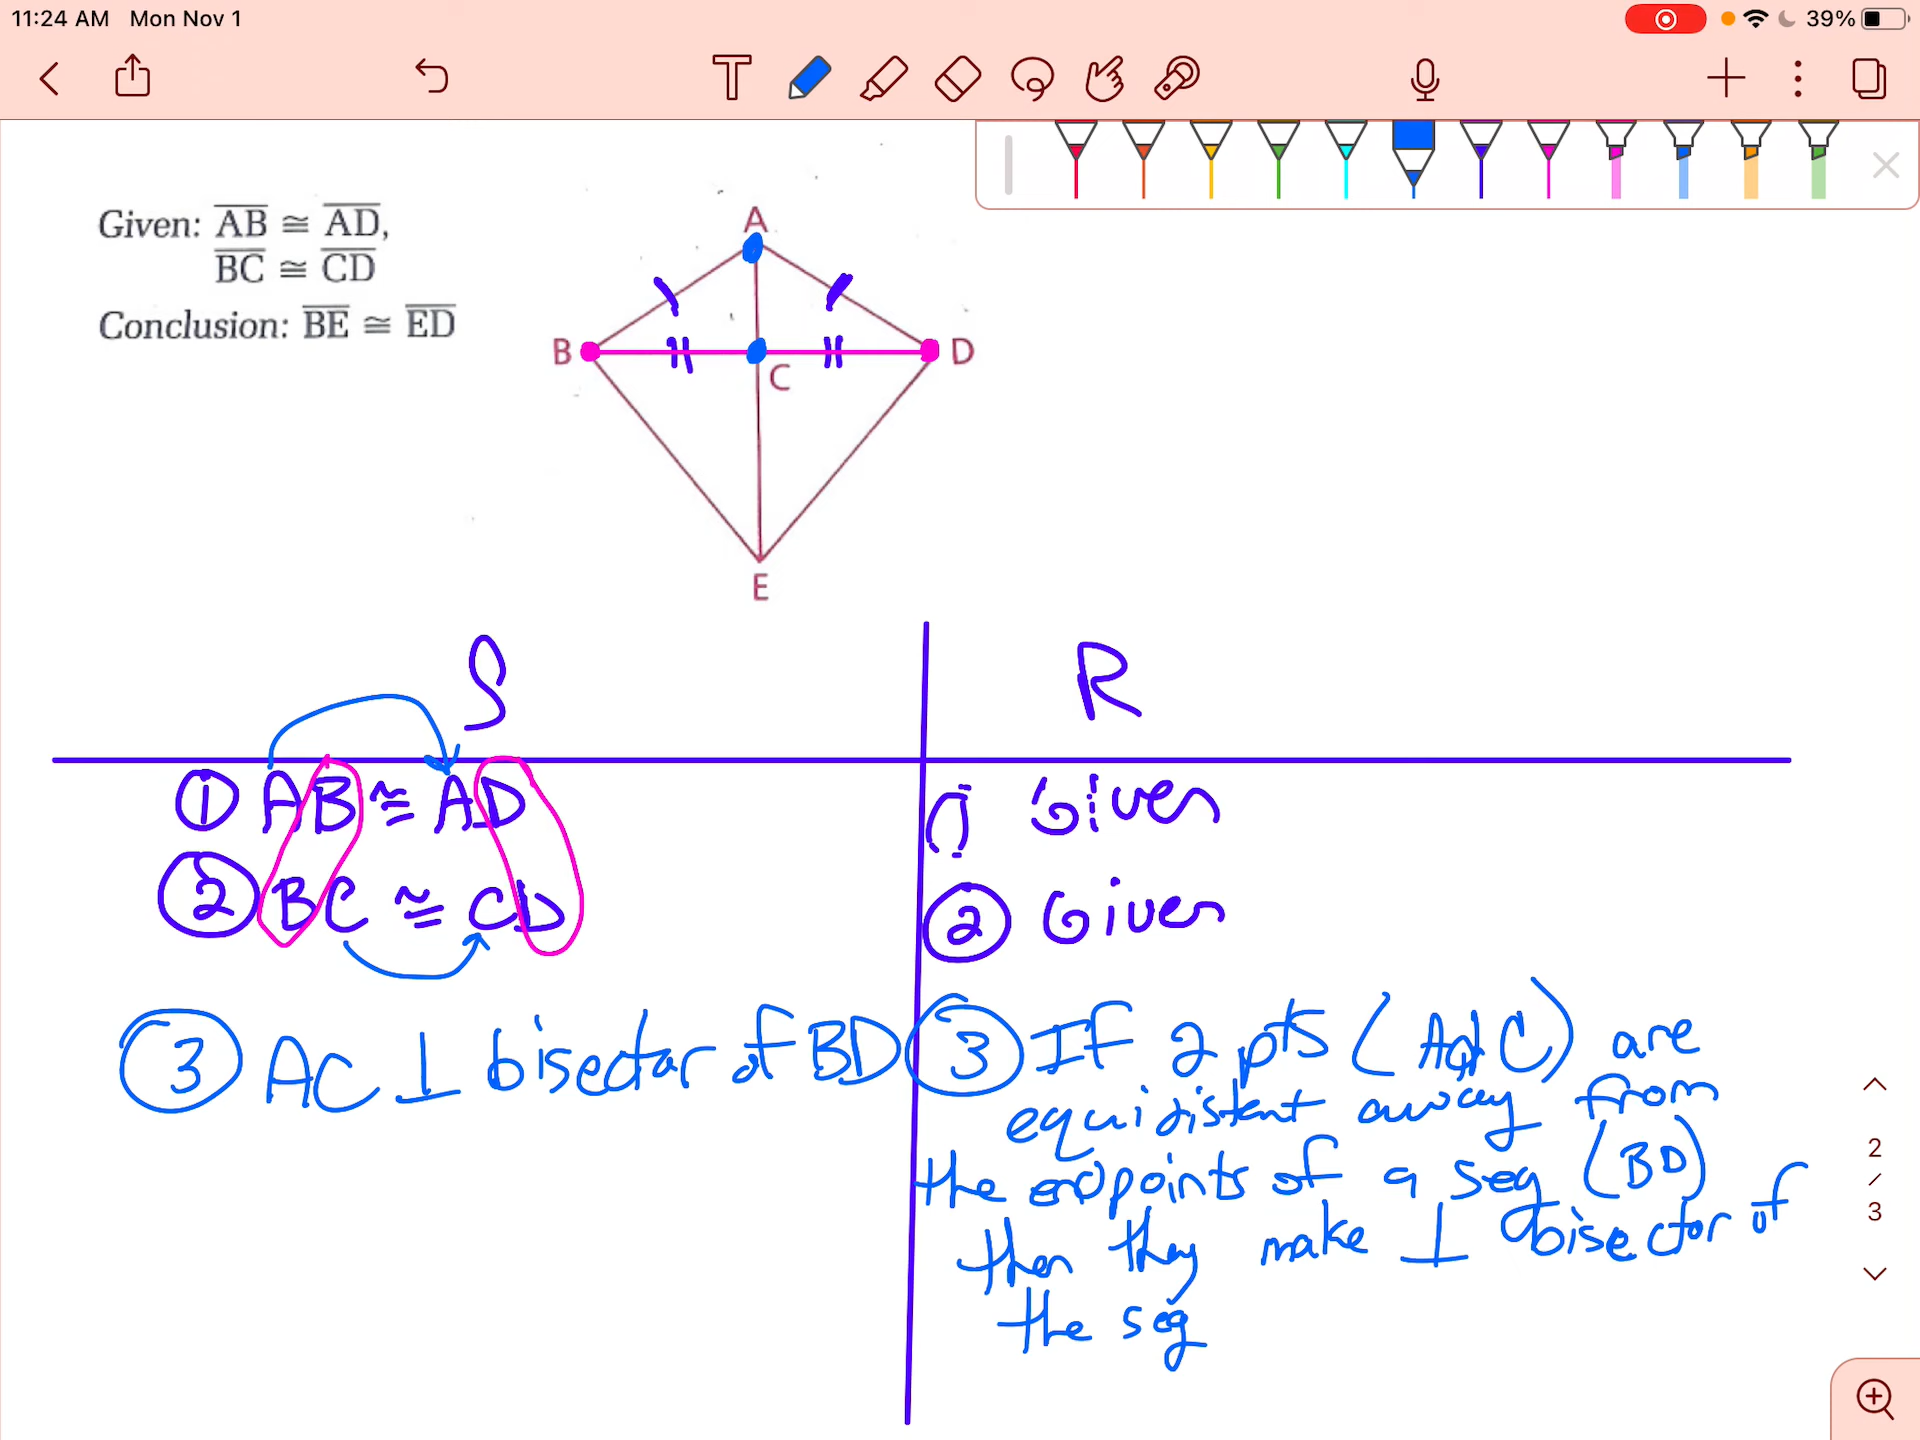 11:24 AM Mon Nov 1
39%
Given: AB ≅ AD,
BC ≅ CD
Conclusion: BE ≅ ED
A
B
D
C
E
S
R
① AB ≅ AD
① Given
② BC ≅ CD
② Given
③ AC ⊥ bisector of BD
③ If 2 pts (A & C) are
equidistent away from
the endpoints of a seg (BD)
then they make ⊥ bisector of
the seg
2
/
3